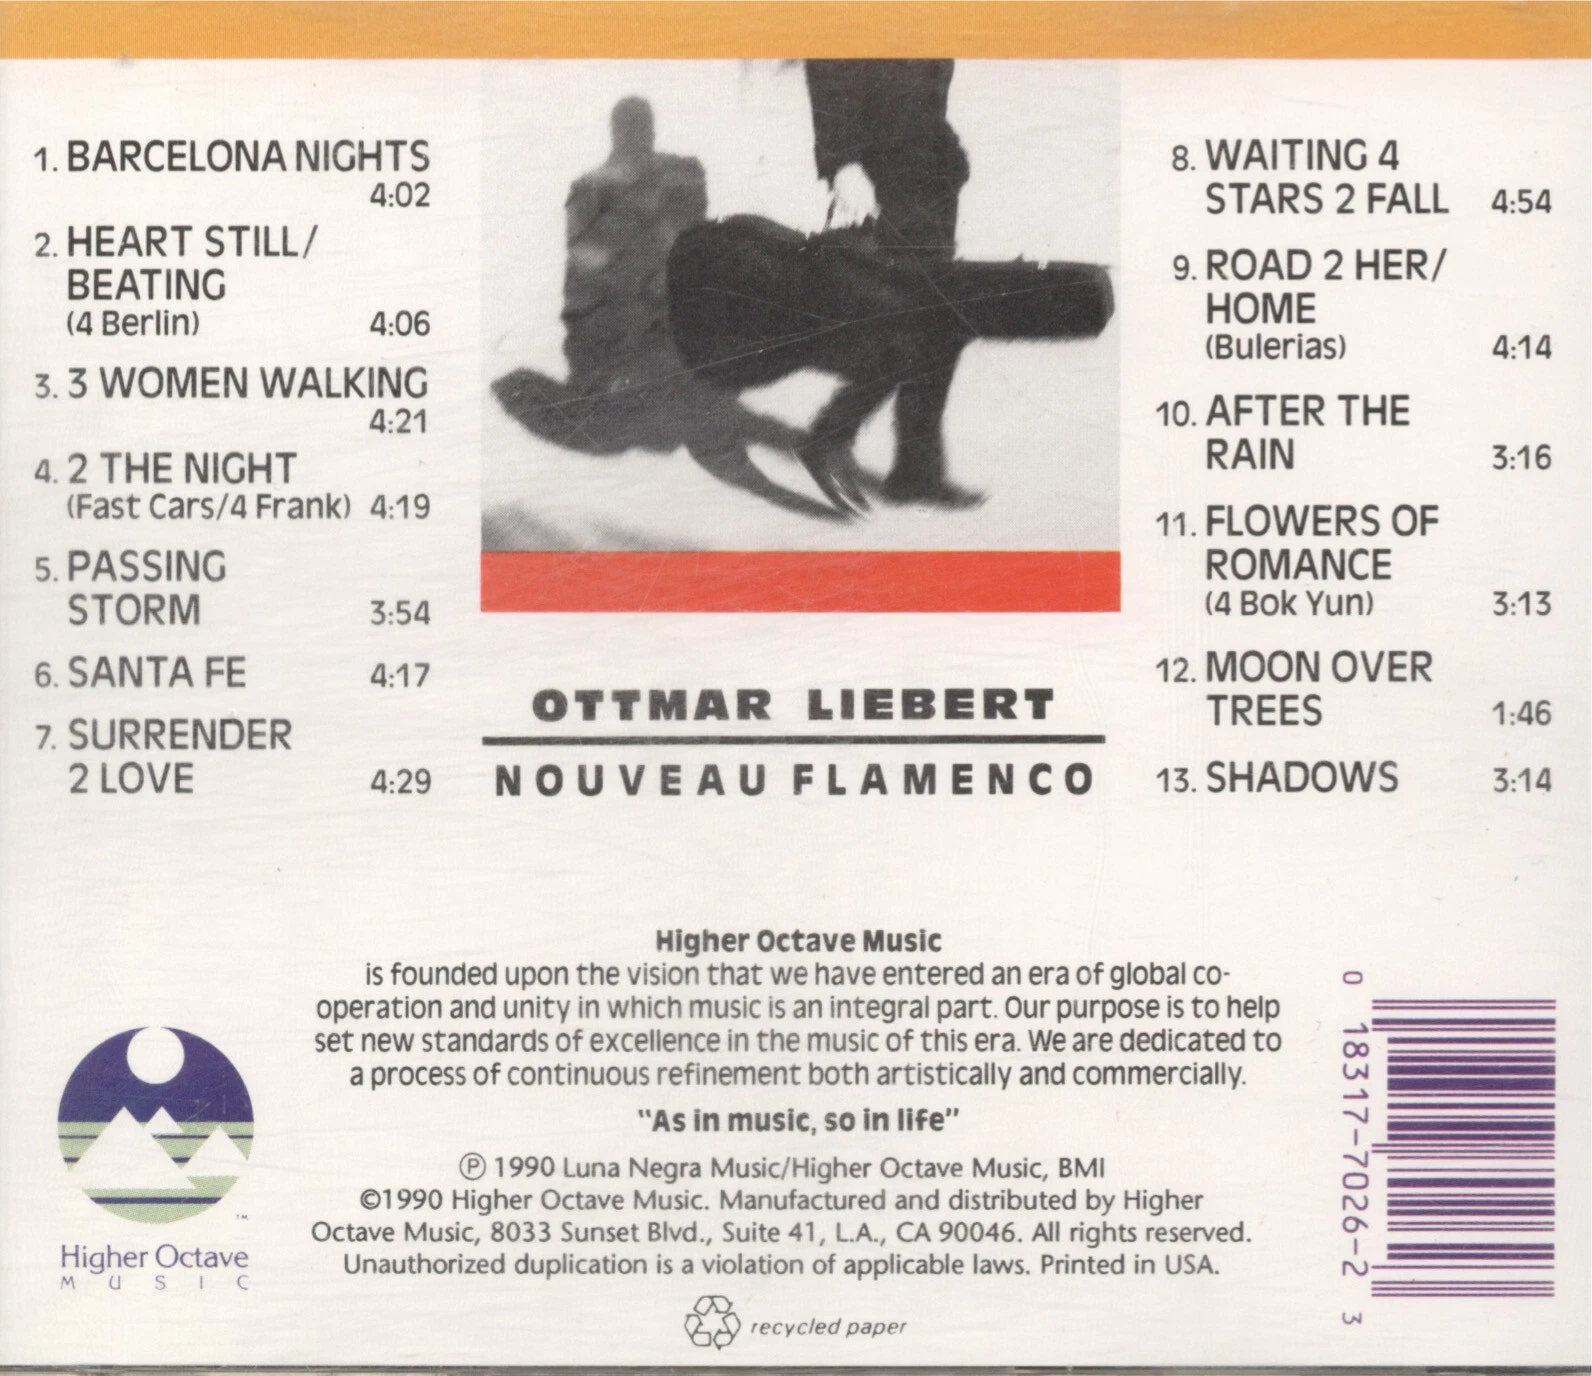 1. BARCELONA NIGHTS
4:02
2. HEART STILL/
BEATING
(4 Berlin) 4:06
3. 3 WOMEN WALKING
4:21
4. 2 THE NIGHT
(Fast Cars/4 Frank) 4:19
5. PASSING
STORM 3:54
6. SANTA FE 4:17
7. SURRENDER
2 LOVE 4:29
OTTMAR LIEBERT
NOUVEAU FLAMENCO
8. WAITING 4
STARS 2 FALL 4:54
9. ROAD 2 HER/
HOME
(Bulerias) 4:14
10. AFTER THE
RAIN 3:16
11. FLOWERS OF
ROMANCE
(4 Bok Yun) 3:13
12. MOON OVER
TREES 1:46
13. SHADOWS 3:14
Higher Octave Music
is founded upon the vision that we have entered an era of global co-
operation and unity in which music is an integral part. Our purpose is to help
set new standards of excellence in the music of this era. We are dedicated to
a process of continuous refinement both artistically and commercially.
"As in music, so in life"
Ⓟ 1990 Luna Negra Music/Higher Octave Music, BMI
©1990 Higher Octave Music. Manufactured and distributed by Higher
Octave Music, 8033 Sunset Blvd., Suite 41, L.A., CA 90046. All rights reserved.
Unauthorized duplication is a violation of applicable laws. Printed in USA.
recycled paper
™
Higher Octave
MUSIC
0 18317-7026-2 3